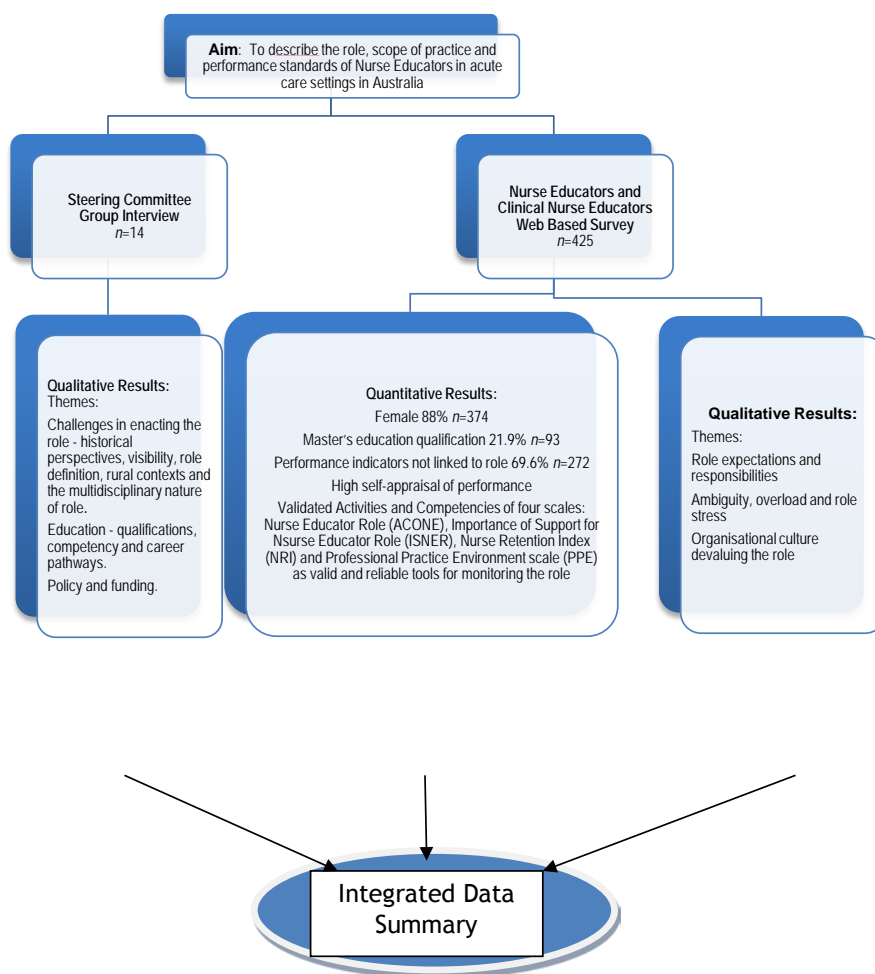 Aim: To describe the role, scope of practice and
performance standards of Nurse Educators in acute
care settings in Australia
Steering Committee
Group Interview
n=14
Nurse Educators and
Clinical Nurse Educators
Web Based Survey
n=425
Qualitative Results:
Themes:
Challenges in enacting the
role - historical
perspectives, visibility, role
definition, rural contexts and
the multidisciplinary nature
of role.
Education - qualifications,
competency and career
pathways.
Policy and funding.
Quantitative Results:
Female 88% n=374
Master's education qualification 21.9% n=93
Performance indicators not linked to role 69.6% n=272
High self-appraisal of performance
Validated Activities and Competencies of four scales:
Nurse Educator Role (ACONE), Importance of Support for
Nsurse Educator Role (ISNER), Nurse Retention Index
(NRI) and Professional Practice Environment scale (PPE)
as valid and reliable tools for monitoring the role
Qualitative Results:
Themes:
Role expectations and
responsibilities
Ambiguity, overload and role
stress
Organisational culture
devaluing the role
Integrated Data
Summary